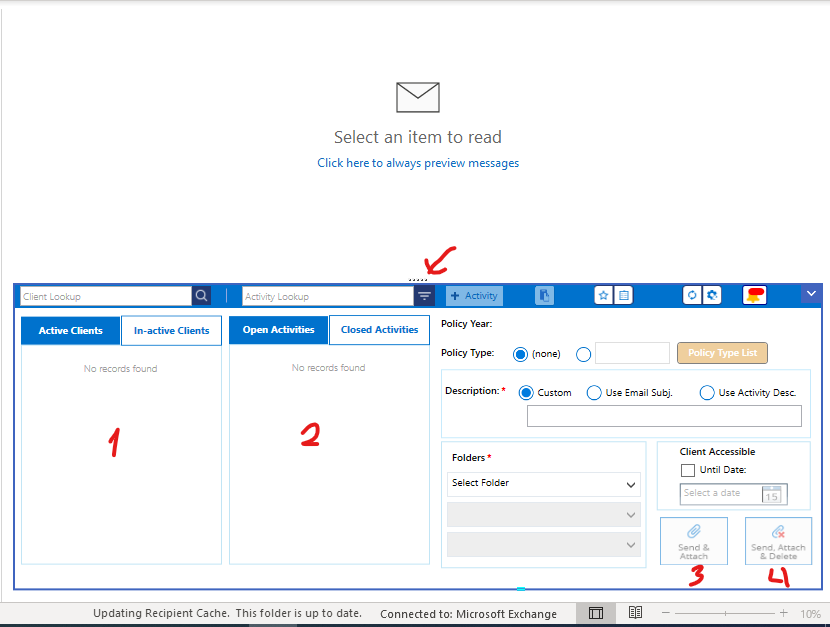 Select an item to read
Click here to always preview messages
Client Lookup
Activity Lookup
+ Activity
Active Clients
In-active Clients
No records found
1
Open Activities
Closed Activities
No records found
2
Policy Year:
Policy Type:
(none)
Policy Type List
Description:*
Custom
Use Email Subj.
Use Activity Desc.
Folders *
Select Folder
Client Accessible
Until Date:
Select a date
15
Send &
Attach
3
Send, Attach
& Delete
4
Updating Recipient Cache. This folder is up to date.
Connected to: Microsoft Exchange
10%